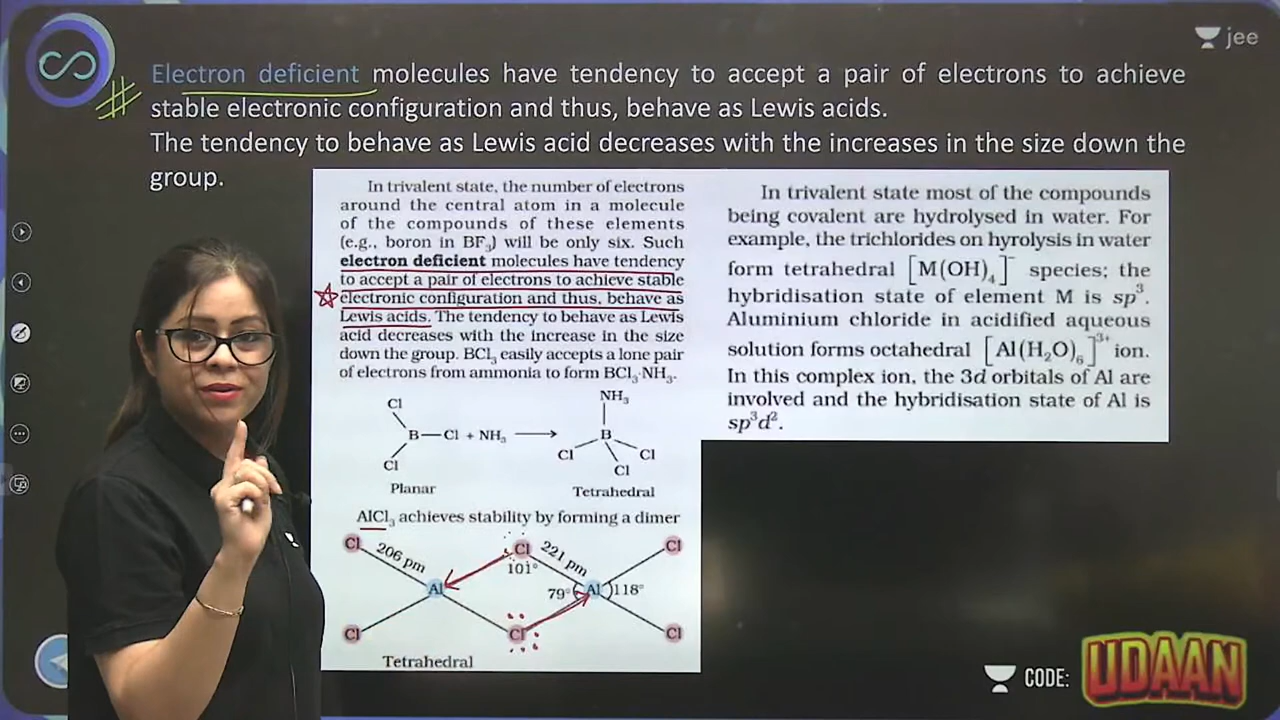 jee
Electron deficient molecules have tendency to accept a pair of electrons to achieve
stable electronic configuration and thus, behave as Lewis acids.
The tendency to behave as Lewis acid decreases with the increases in the size down the
group.
In trivalent state, the number of electrons
around the central atom in a molecule
of the compounds of these elements
(e.g., boron in BF₃) will be only six. Such
electron deficient molecules have tendency
to accept a pair of electrons to achieve stable
electronic configuration and thus, behave as
Lewis acids. The tendency to behave as Lewis
acid decreases with the increase in the size
down the group. BCl₃ easily accepts a lone pair
of electrons from ammonia to form BCl₃·NH₃.
Cl
B—Cl + NH₃ ⟶
Cl
Planar
NH₃
B
Cl Cl
Cl
Tetrahedral
AlCl₃ achieves stability by forming a dimer
Cl 206 pm Cl 221 pm Cl
101°
Al 79° Al 118°
Cl Cl Cl
Tetrahedral
In trivalent state most of the compounds
being covalent are hydrolysed in water. For
example, the trichlorides on hyrolysis in water
form tetrahedral [M(OH)₄]⁻ species; the
hybridisation state of element M is sp³.
Aluminium chloride in acidified aqueous
solution forms octahedral [Al(H₂O)₆]³⁺ ion.
In this complex ion, the 3d orbitals of Al are
involved and the hybridisation state of Al is
sp³d².
CODE: UDAAN